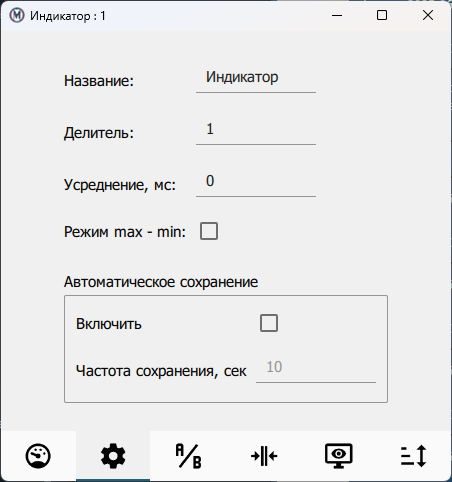 Индикатор : 1
Название: Индикатор
Делитель: 1
Усреднение, мс: 0
Режим max - min:
Автоматическое сохранение
Включить
Частота сохранения, сек 10
A/B